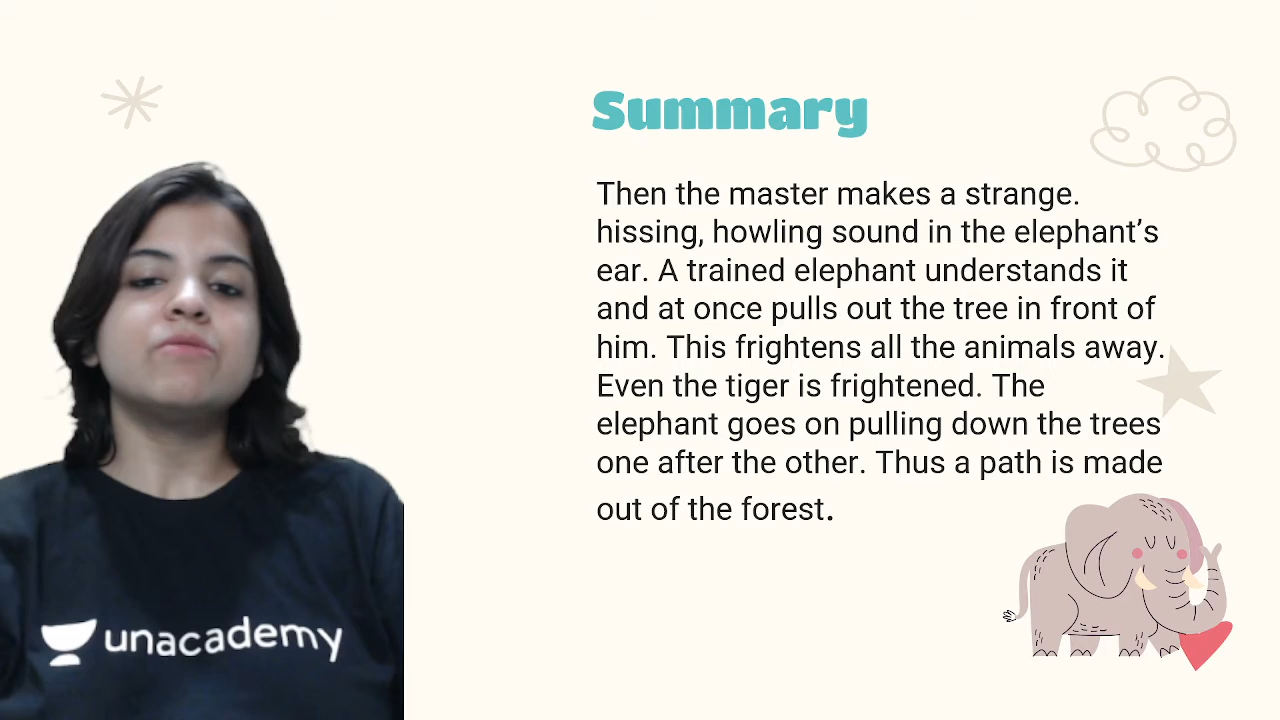 Summary
Then the master makes a strange.
hissing, howling sound in the elephant’s
ear. A trained elephant understands it
and at once pulls out the tree in front of
him. This frightens all the animals away.
Even the tiger is frightened. The
elephant goes on pulling down the trees
one after the other. Thus a path is made
out of the forest.
unacademy